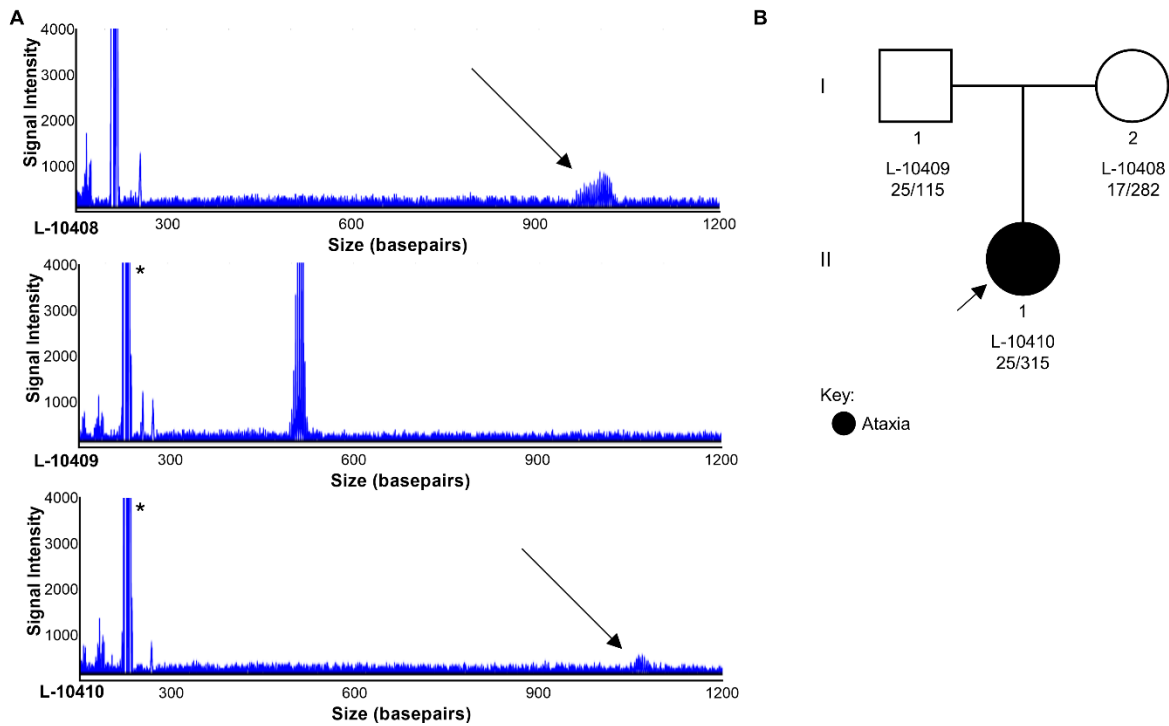 A
Signal Intensity
4000
3000
2000
1000
300
600
900
1200
L-10408
Size (basepairs)
Signal Intensity
4000
3000
2000
1000
*
300
600
900
1200
L-10409
Size (basepairs)
Signal Intensity
4000
3000
2000
1000
*
300
600
900
1200
L-10410
Size (basepairs)
B
I
1
L-10409
25/115
2
L-10408
17/282
II
1
L-10410
25/315
Key:
Ataxia